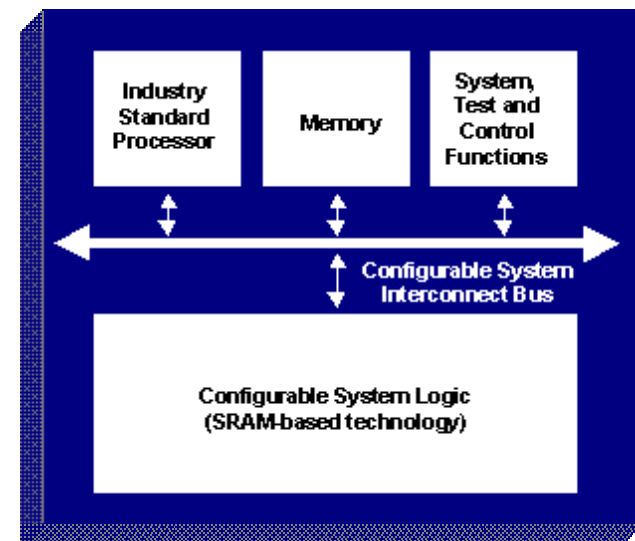 Industry
Standard
Processor
Memory
System,
Test and
Control
Functions
Configurable System
Interconnect Bus
Configurable System Logic
(SRAM-based technology)